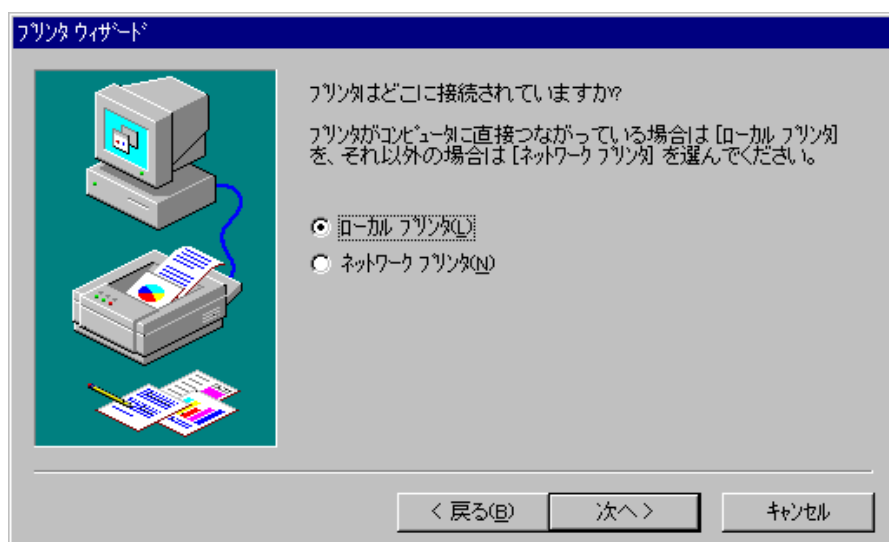 プリンタ ウィザード
プリンタはどこに接続されていますか?
プリンタがコンピュータに直接つながっている場合は [ローカル プリンタ]
を、それ以外の場合は [ネットワーク プリンタ] を選んでください。
ローカル プリンタ(L)
ネットワーク プリンタ(N)
< 戻る(B)
次へ >
キャンセル